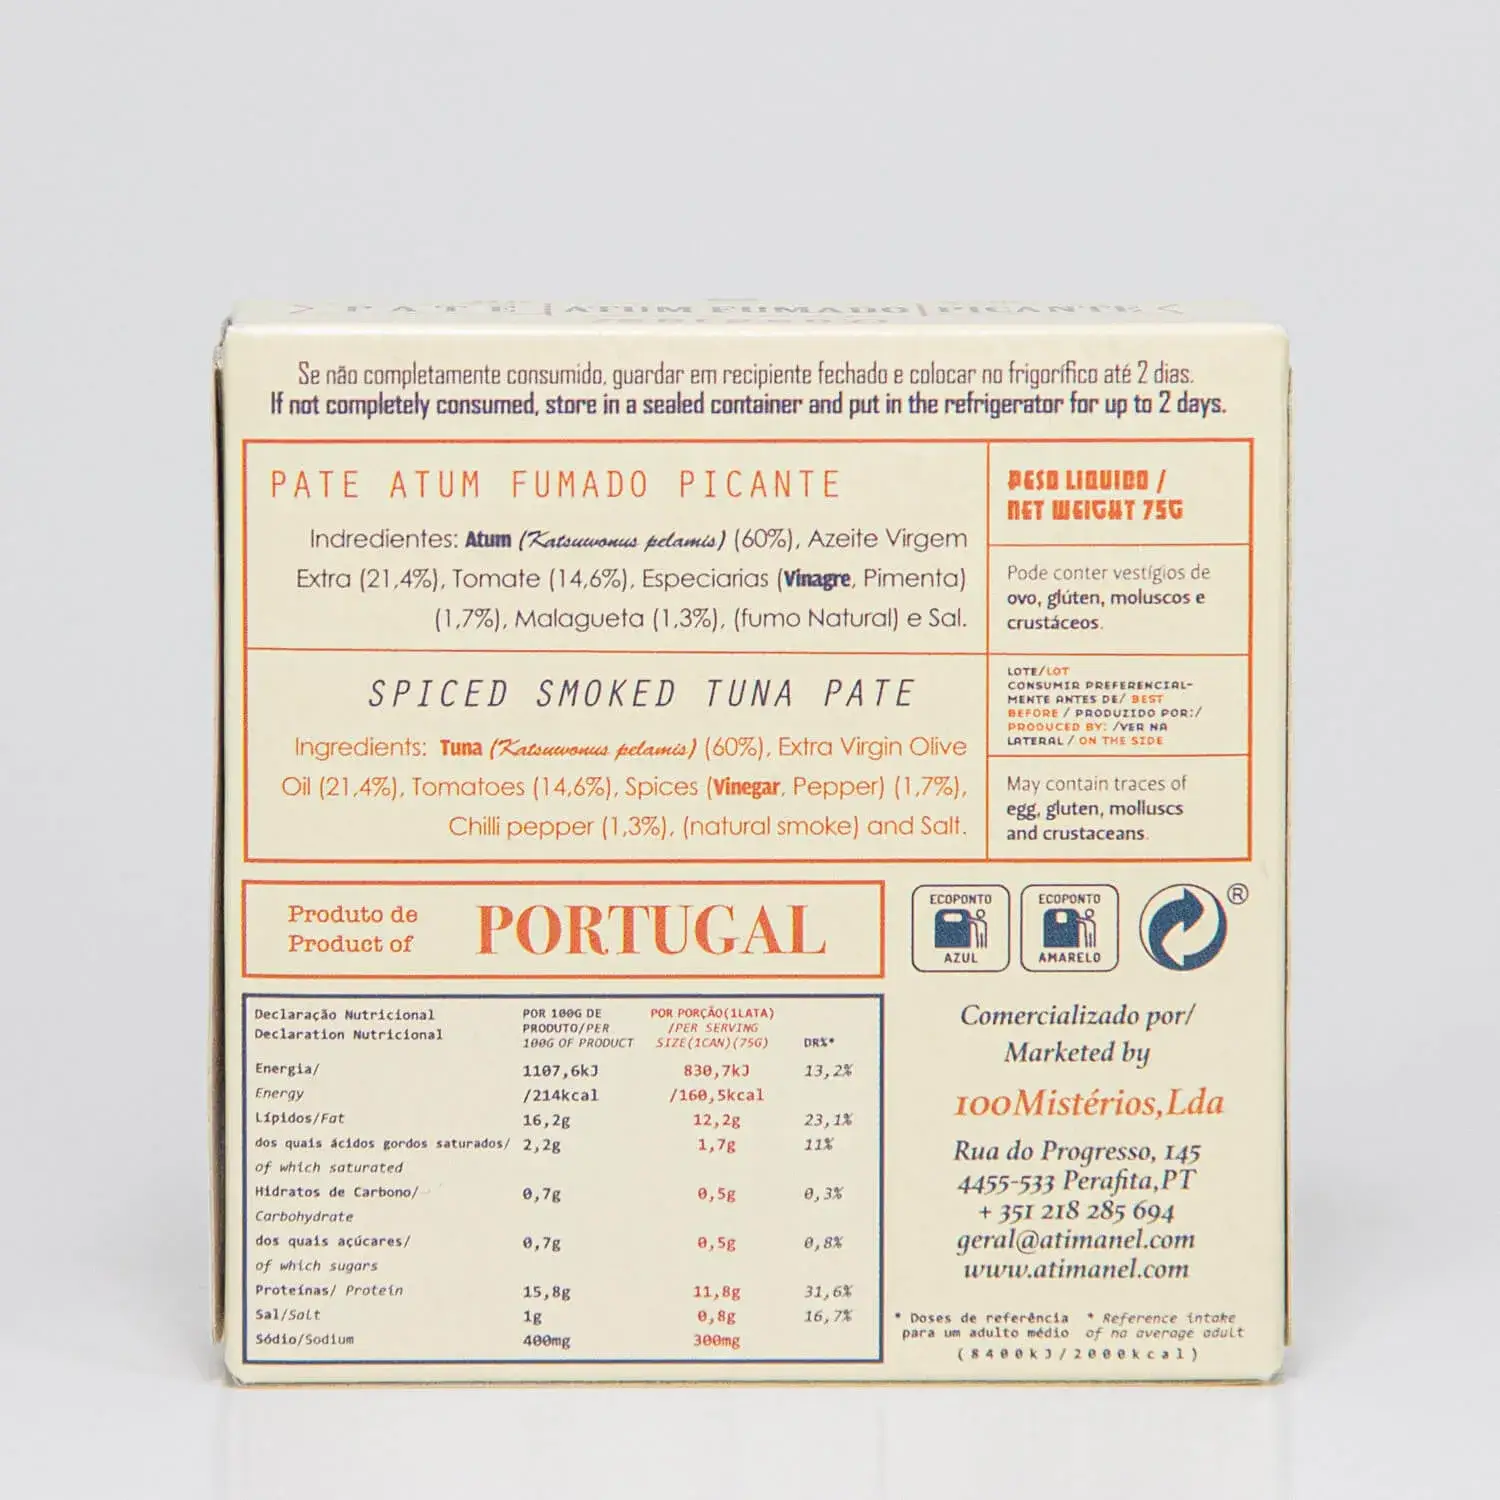 PATE | ATUM FUMADO | PICANTE
Se não completamente consumido, guardar em recipiente fechado e colocar no frigorífico até 2 dias.
If not completely consumed, store in a sealed container and put in the refrigerator for up to 2 days.
PATE ATUM FUMADO PICANTE
Indredientes: Atum (Katsuwonus pelamis) (60%), Azeite Virgem
Extra (21,4%), Tomate (14,6%), Especiarias (Vinagre, Pimenta)
(1,7%), Malagueta (1,3%), (fumo Natural) e Sal.
SPICED SMOKED TUNA PATE
Ingredients: Tuna (Katsuwonus pelamis) (60%), Extra Virgin Olive
Oil (21,4%), Tomatoes (14,6%), Spices (Vinegar, Pepper) (1,7%),
Chilli pepper (1,3%), (natural smoke) and Salt.
PESO LIQUIDO /
NET WEIGHT 75G
Pode conter vestígios de
ovo, glúten, moluscos e
crustáceos.
LOTE/LOT
CONSUMIR PREFERENCIAL-
MENTE ANTES DE/ BEST
BEFORE / PRODUZIDO POR:/
PRODUCED BY: /VER NA
LATERAL / ON THE SIDE
May contain traces of
egg, gluten, molluscs
and crustaceans.
Produto de
Product of
PORTUGAL
ECOPONTO
AZUL
ECOPONTO
AMARELO
®
Declaração Nutricional
Declaration Nutricional
POR 100G DE
PRODUTO/PER
100G OF PRODUCT
POR PORÇÃO(1LATA)
/PER SERVING
SIZE(1CAN)(75G)
DR%*
Energia/ 1107,6kJ 830,7kJ 13,2%
Energy /214kcal /160,5kcal
Lípidos/Fat 16,2g 12,2g 23,1%
dos quais ácidos gordos saturados/ 2,2g 1,7g 11%
of which saturated
Hidratos de Carbono/ 0,7g 0,5g 0,3%
Carbohydrate
dos quais açúcares/ 0,7g 0,5g 0,8%
of which sugars
Proteínas/ Protein 15,8g 11,8g 31,6%
Sal/Salt 1g 0,8g 16,7%
Sódio/Sodium 400mg 300mg
Comercializado por/
Marketed by
100Mistérios,Lda
Rua do Progresso, 145
4455-533 Perafita,PT
+ 351 218 285 694
geral@atimanel.com
www.atimanel.com
* Doses de referência
para um adulto médio
* Reference intake
of na average adult
(8400kJ/2000kcal)